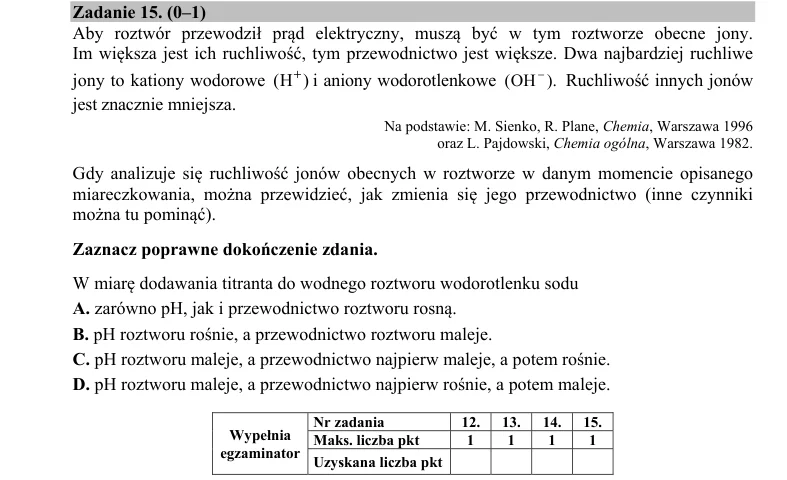 Zadanie 15. (0–1)
Aby roztwór przewodził prąd elektryczny, muszą być w tym roztworze obecne jony.
Im większa jest ich ruchliwość, tym przewodnictwo jest większe. Dwa najbardziej ruchliwe
jony to kationy wodorowe (H⁺) i aniony wodorotlenkowe (OH⁻). Ruchliwość innych jonów
jest znacznie mniejsza.
Na podstawie: M. Sienko, R. Plane, Chemia, Warszawa 1996
oraz L. Pajdowski, Chemia ogólna, Warszawa 1982.
Gdy analizuje się ruchliwość jonów obecnych w roztworze w danym momencie opisanego
miareczkowania, można przewidzieć, jak zmienia się jego przewodnictwo (inne czynniki
można tu pominąć).
Zaznacz poprawne dokończenie zdania.
W miarę dodawania titranta do wodnego roztworu wodorotlenku sodu
A. zarówno pH, jak i przewodnictwo roztworu rosną.
B. pH roztworu rośnie, a przewodnictwo roztworu maleje.
C. pH roztworu maleje, a przewodnictwo najpierw maleje, a potem rośnie.
D. pH roztworu maleje, a przewodnictwo najpierw rośnie, a potem maleje.
Wypełnia
egzaminator
Nr zadania 12. 13. 14. 15.
Maks. liczba pkt 1 1 1 1
Uzyskana liczba pkt